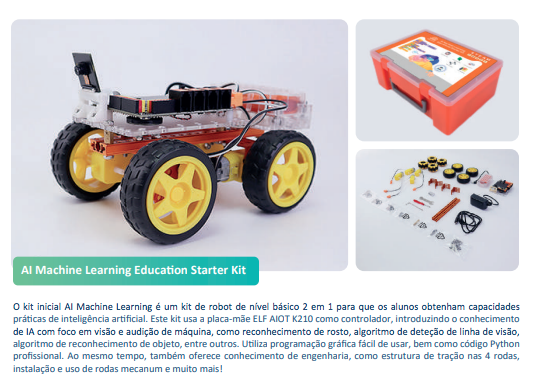 AI Machine Learning Education Starter Kit
O kit inicial AI Machine Learning é um kit de robot de nível básico 2 em 1 para que os alunos obtenham capacidades
práticas de inteligência artificial. Este kit usa a placa-mãe ELF AIOT K210 como controlador, introduzindo o conhecimento
de IA com foco em visão e audição de máquina, como reconhecimento de rosto, algoritmo de deteção de linha de visão,
algoritmo de reconhecimento de objeto, entre outros. Utiliza programação gráfica fácil de usar, bem como código Python
profissional. Ao mesmo tempo, também oferece conhecimento de engenharia, como estrutura de tração nas 4 rodas,
instalação e uso de rodas mecanum e muito mais!